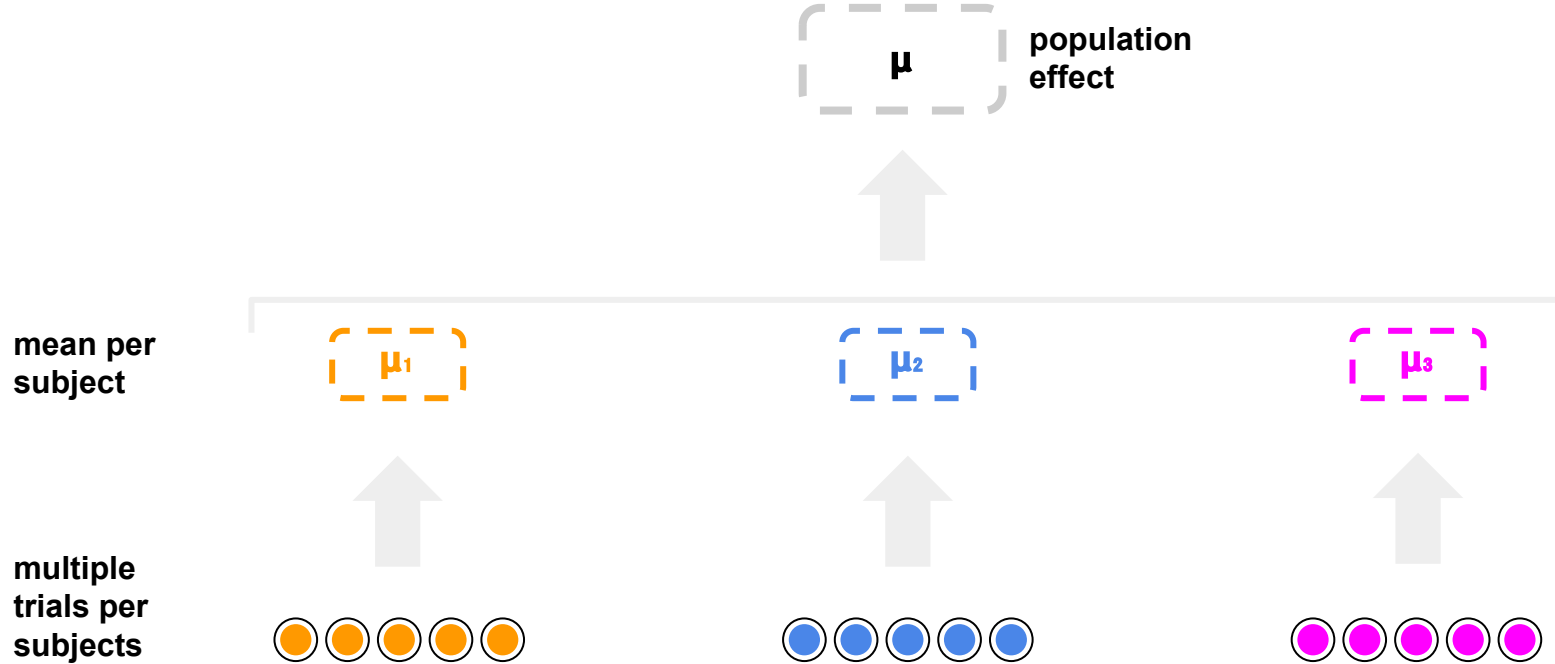 μ
population
effect
mean per
subject
μ1
μ2
μ3
multiple
trials per
subjects